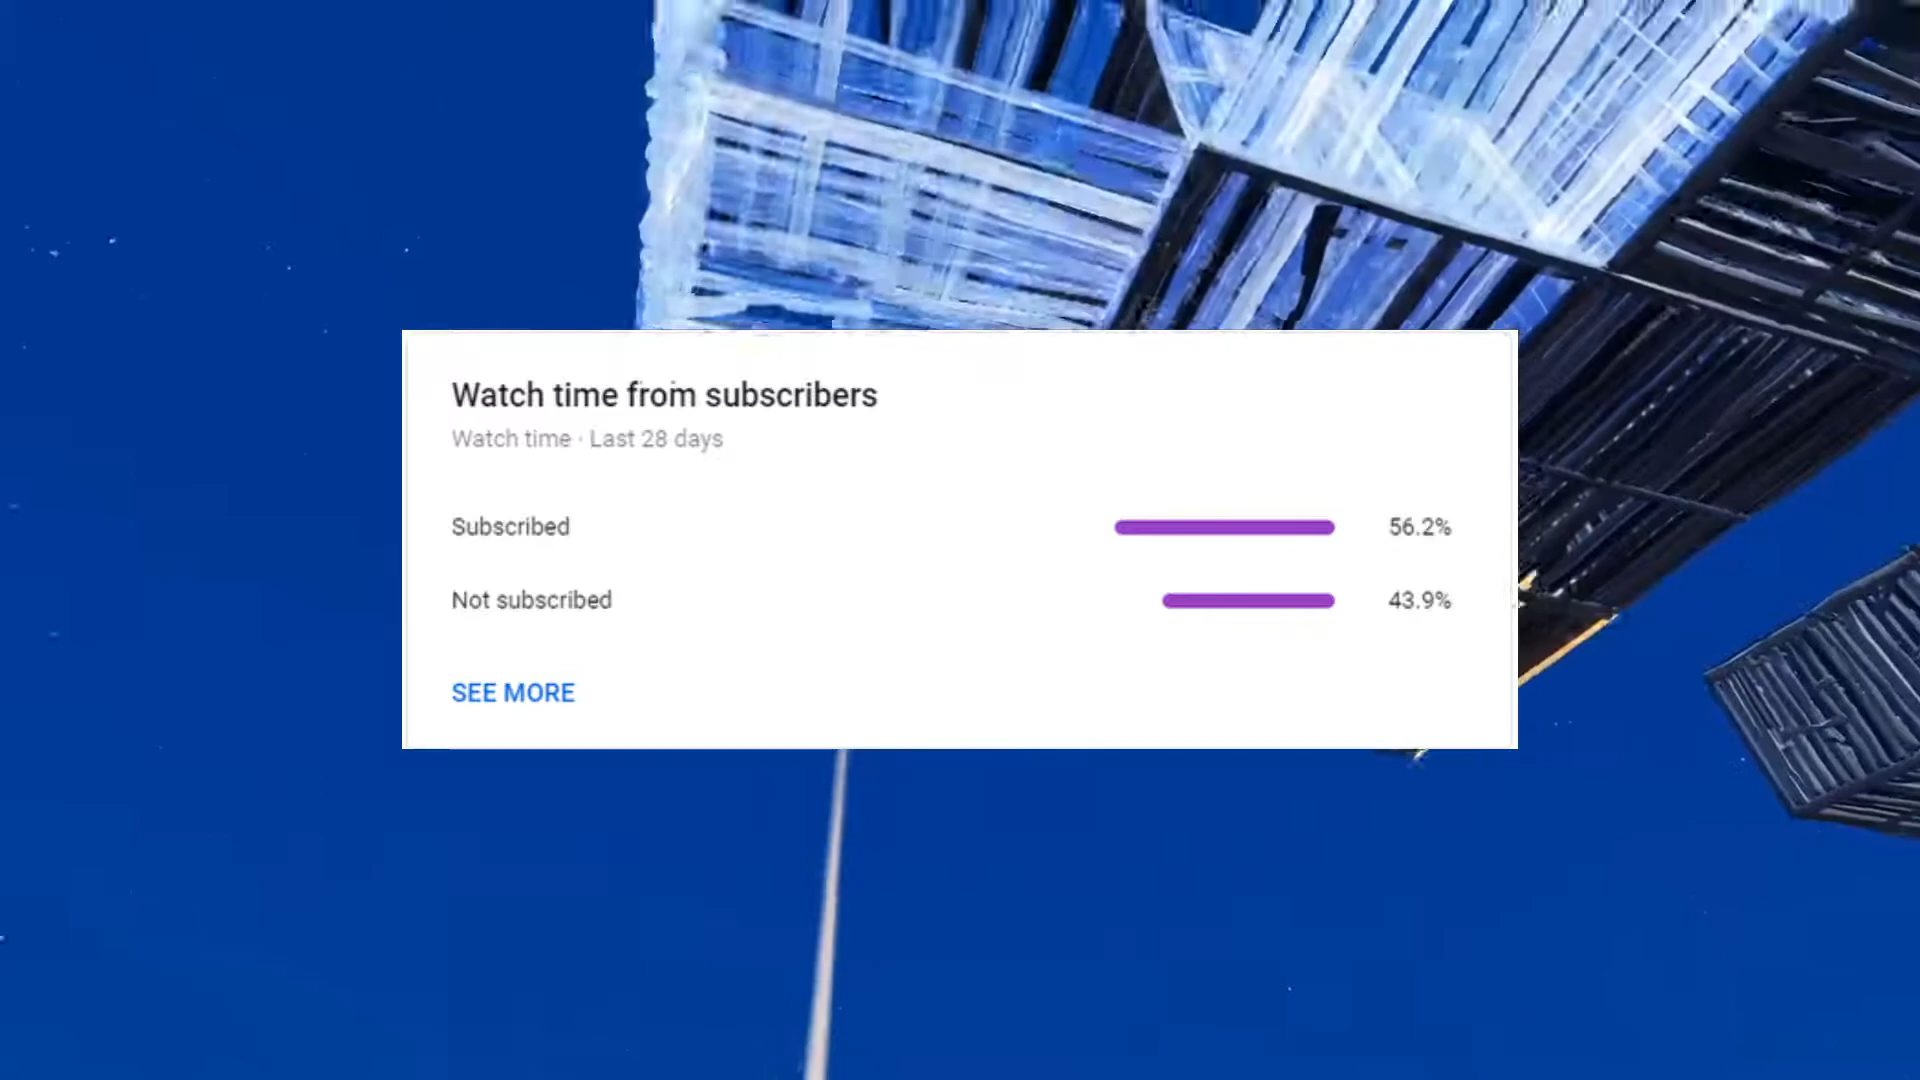 Watch time from subscribers
Watch time · Last 28 days
Subscribed 56.2%
Not subscribed 43.9%
SEE MORE